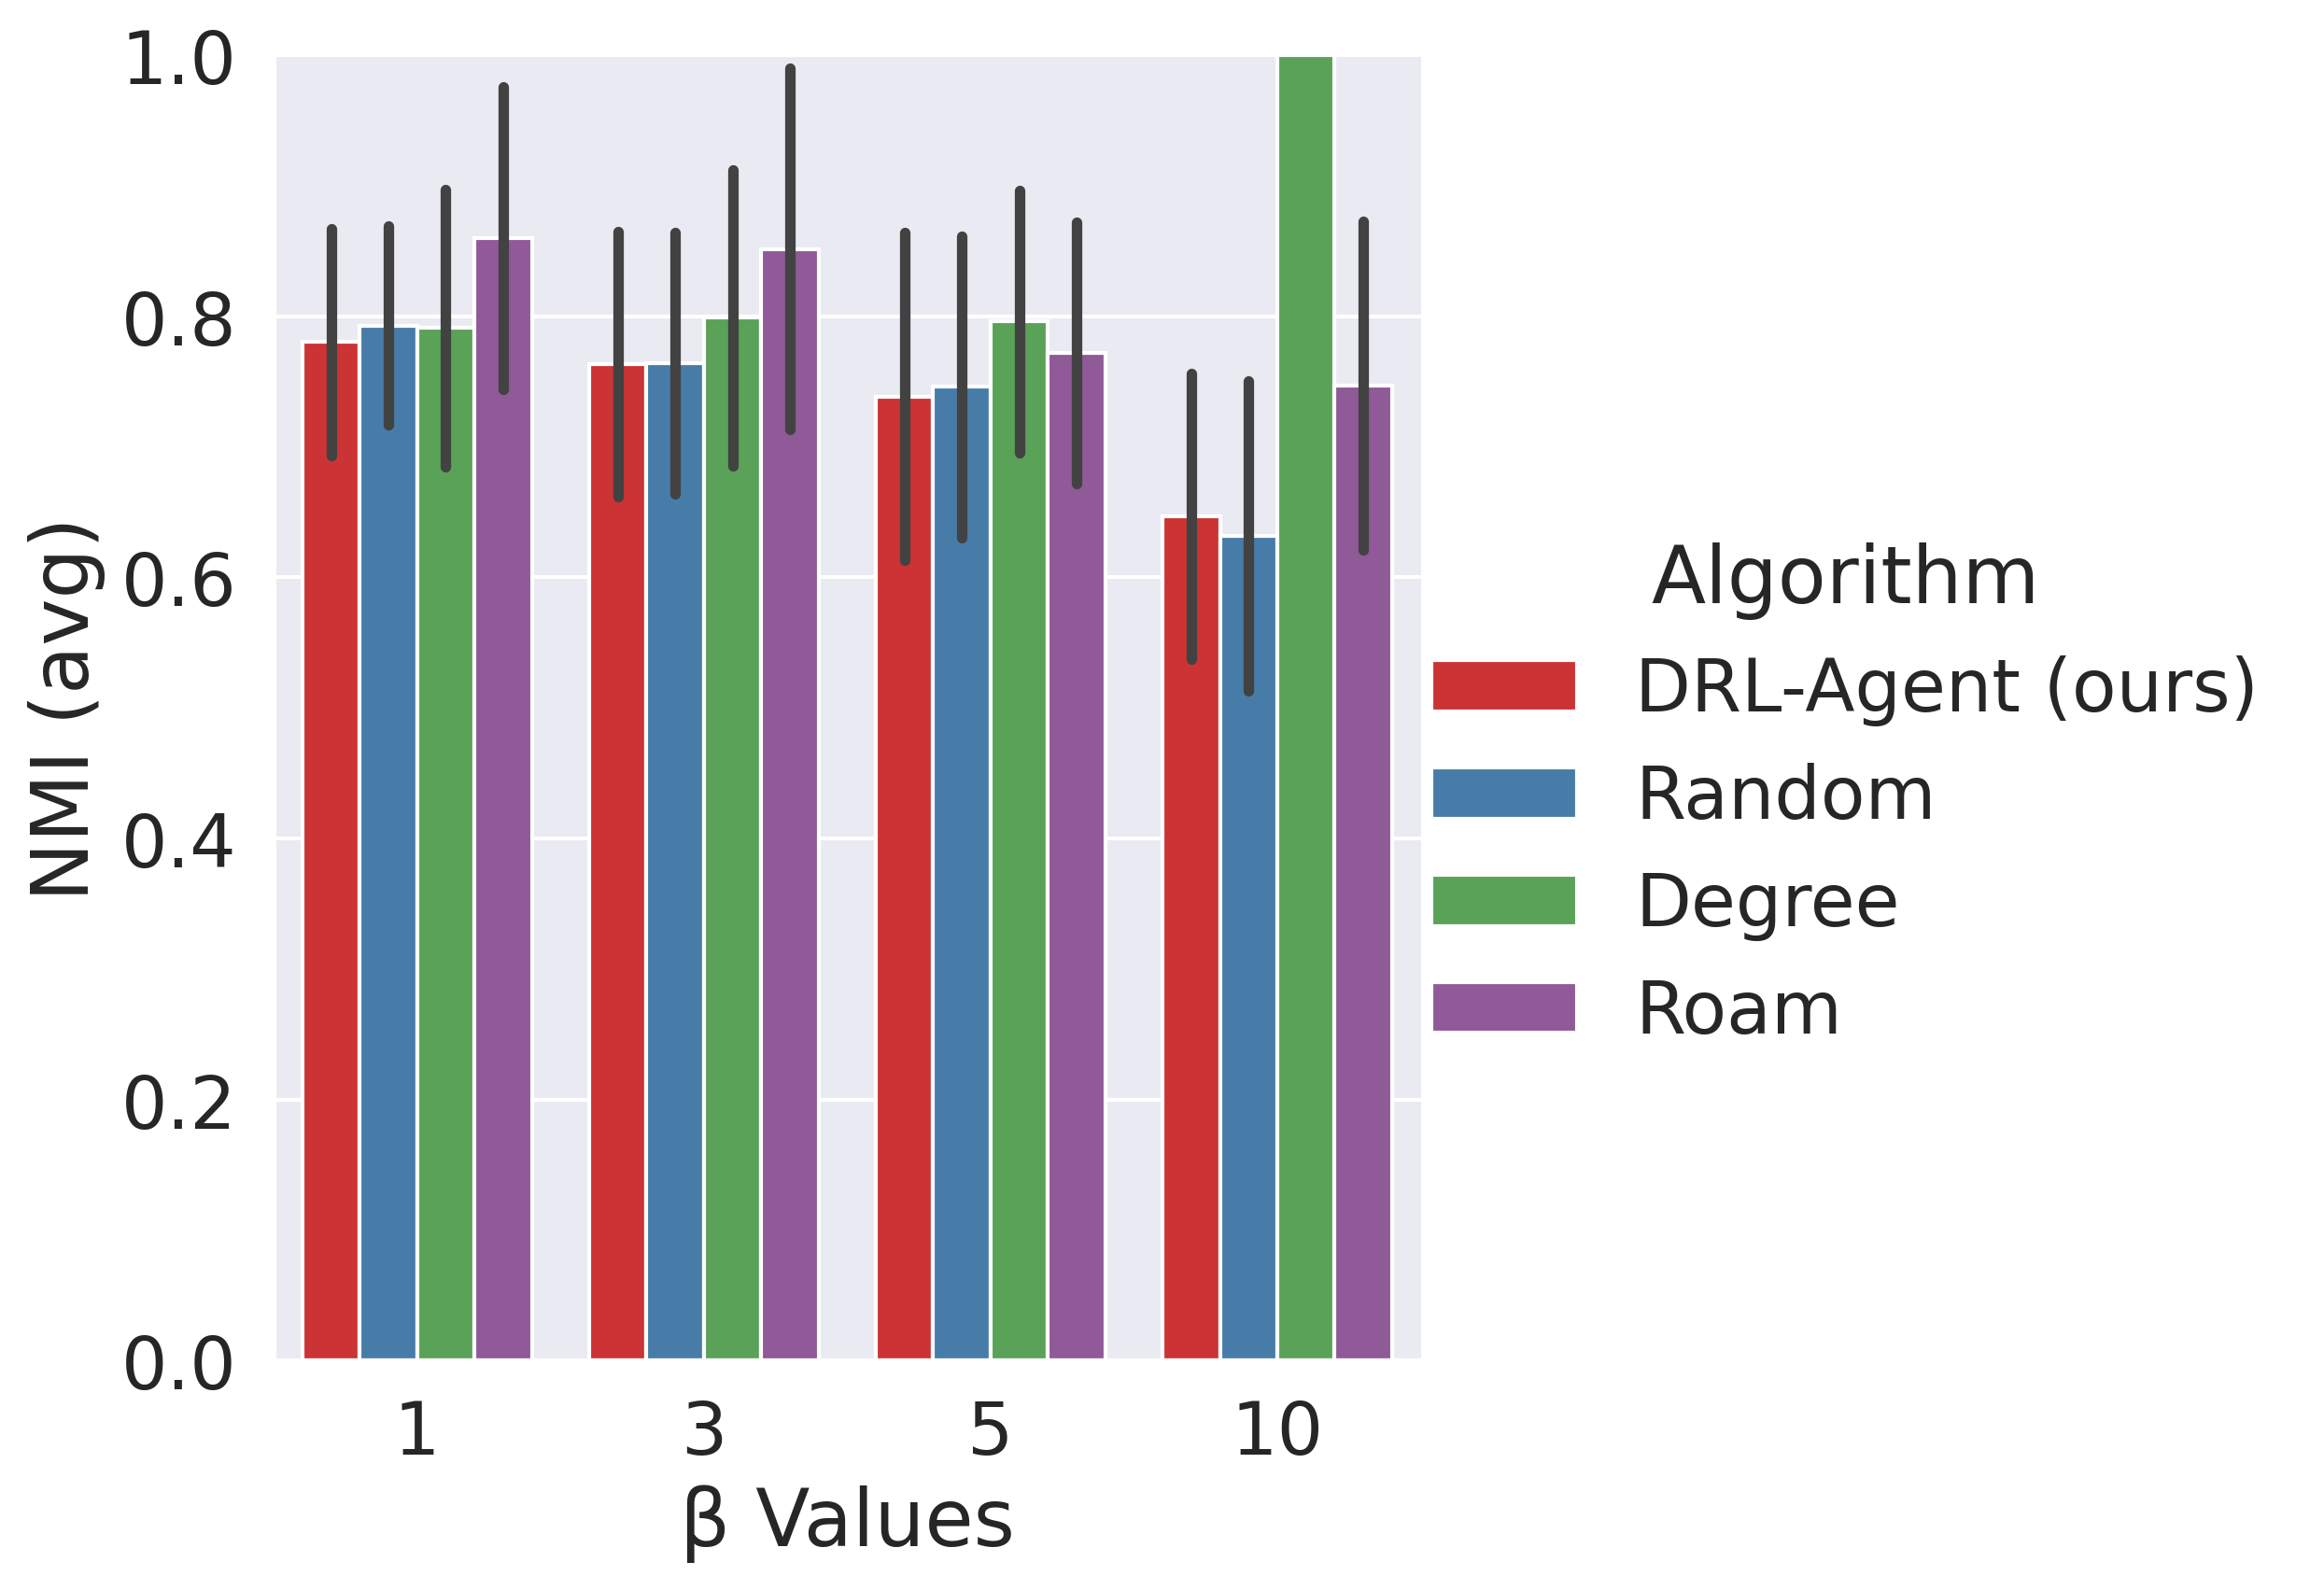 1.0
0.8
0.6
0.4
0.2
0.0
NMI (avg)
1 3 5 10
β Values
Algorithm
DRL-Agent (ours)
Random
Degree
Roam